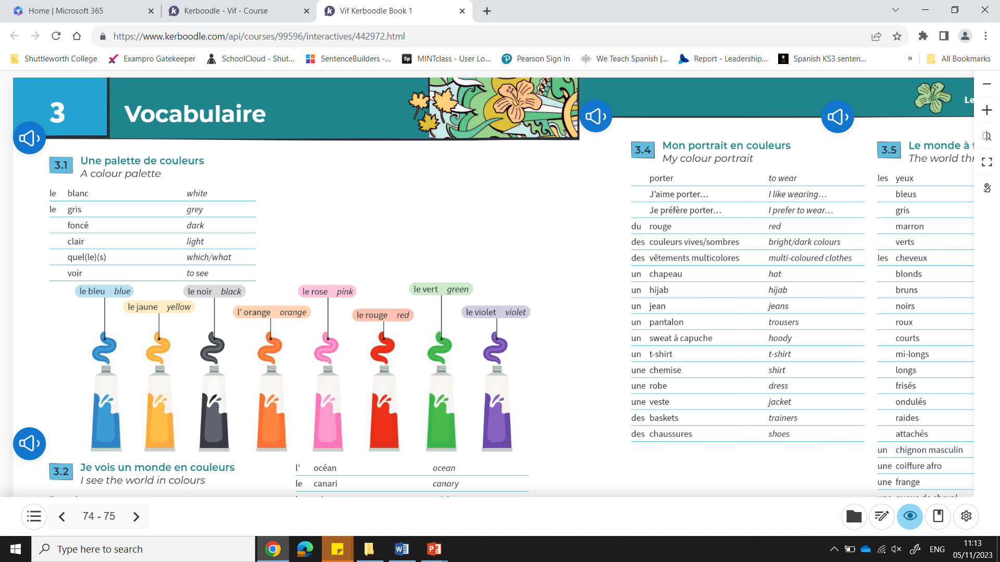 Home | Microsoft 365
Kerboodle - Vif - Course
Vif Kerboodle Book 1
https://www.kerboodle.com/api/courses/99596/interactives/442972.html
Shuttleworth College
Exampro Gatekeeper
SchoolCloud - Shut...
SentenceBuilders -...
Sp
MINTclass - User Lo...
Pearson Sign In
We Teach Spanish |...
Report - Leadership...
Spanish KS3 senten...
»
All Bookmarks
3
Vocabulaire
Le
3.1
Une palette de couleurs
A colour palette
le blanc white
le gris grey
foncé dark
clair light
quel(le)(s) which/what
voir to see
le bleu blue
le noir black
le rose pink
le vert green
le jaune yellow
l' orange orange
le rouge red
le violet violet
3.2
Je vois un monde en couleurs
I see the world in colours
l' océan ocean
le canari canary
3.4
Mon portrait en couleurs
My colour portrait
porter to wear
J'aime porter... I like wearing...
Je préfère porter... I prefer to wear...
du rouge red
des couleurs vives/sombres bright/dark colours
des vêtements multicolores multi-coloured clothes
un chapeau hat
un hijab hijab
un jean jeans
un pantalon trousers
un sweat à capuche hoody
un t-shirt t-shirt
une chemise shirt
une robe dress
une veste jacket
des baskets trainers
des chaussures shoes
3.5
Le monde à
The world
les yeux
bleus
gris
marron
verts
les cheveux
blonds
bruns
noirs
roux
courts
mi-longs
longs
frisés
ondulés
raides
attachés
un chignon masculin
une coiffure afro
une frange
74 - 75
Type here to search
ENG
11:13
05/11/2023